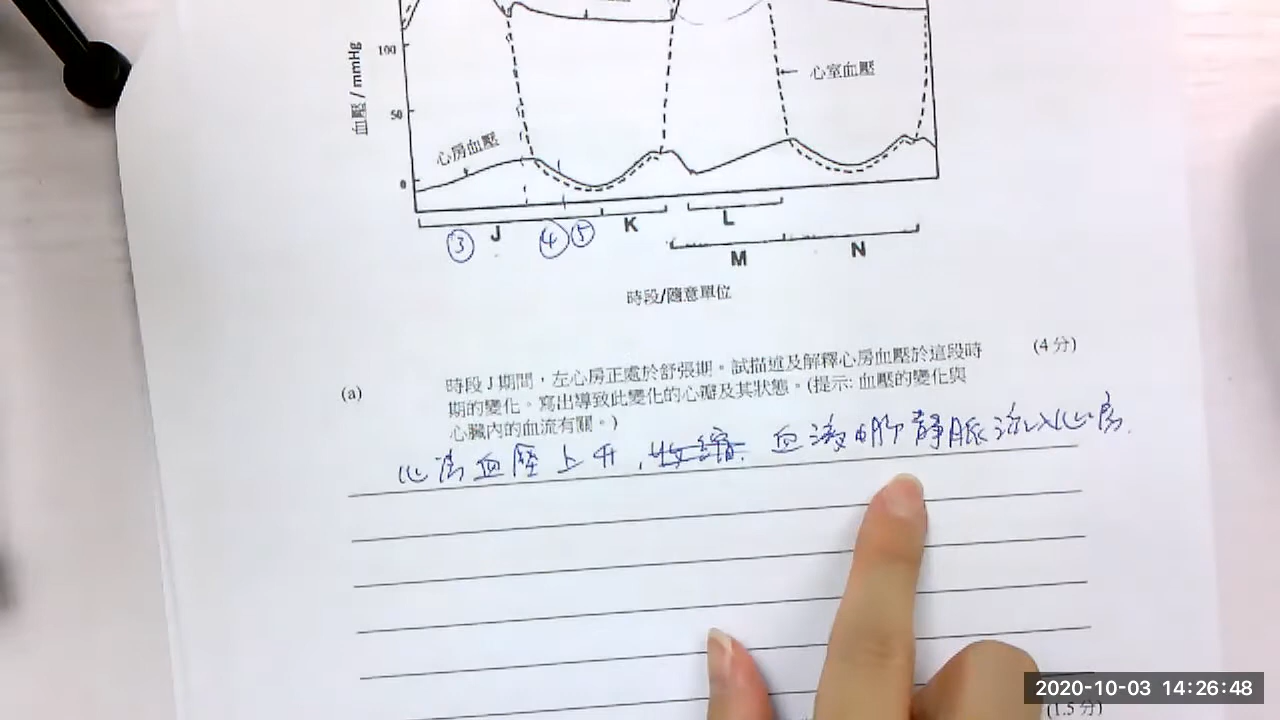 100
血壓 / mmHg
心室血壓
50
心房血壓
0
J
K
L
③
④
⑤
M
N
時段/隨意單位
(a)
時段 J 期間，左心房正處於舒張期。試描述及解釋心房血壓於這段時
(4 分)
期的變化。寫出導致此變化的心瓣及其狀態。(提示: 血壓的變化與
心臟內的血流有關。)
心房血壓上升，收縮. 血液由肺靜脈流入心房.
(1.5 分)
2020-10-03 14:26:48